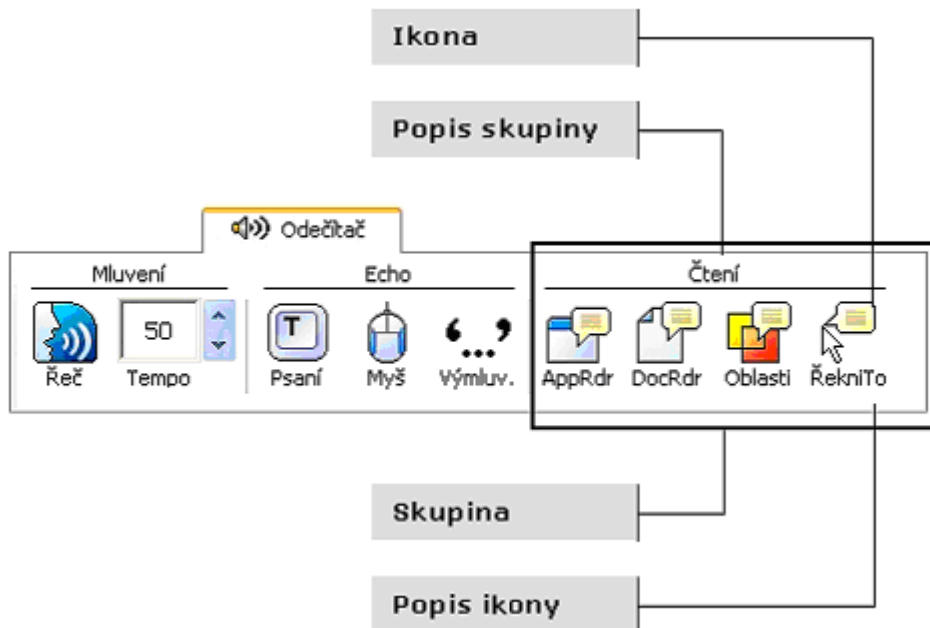 Ikona
Popis skupiny
Odečítač
Mluvení Echo Čtení
50 T
Řeč Tempo Psaní Myš Výmluv. AppRdr DocRdr Oblasti ŘekniTo
Skupina
Popis ikony